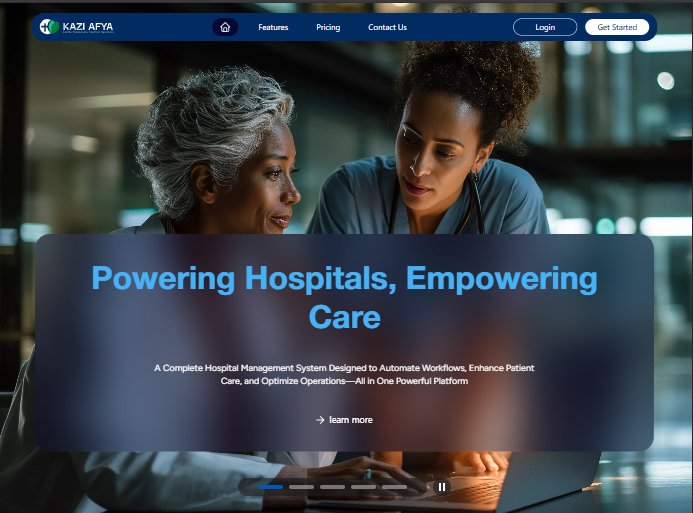 KAZI AFYA
Features
Pricing
Contact Us
Login
Get Started
Powering Hospitals, Empowering
Care
A Complete Hospital Management System Designed to Automate Workflows, Enhance Patient
Care, and Optimize Operations—All in One Powerful Platform
learn more